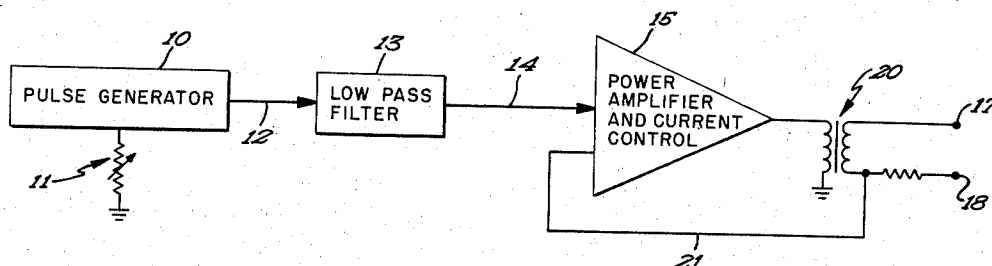 10
PULSE GENERATOR
11
12
13
LOW PASS
FILTER
14
15
POWER
AMPLIFIER
AND CURRENT
CONTROL
20
17
18
21